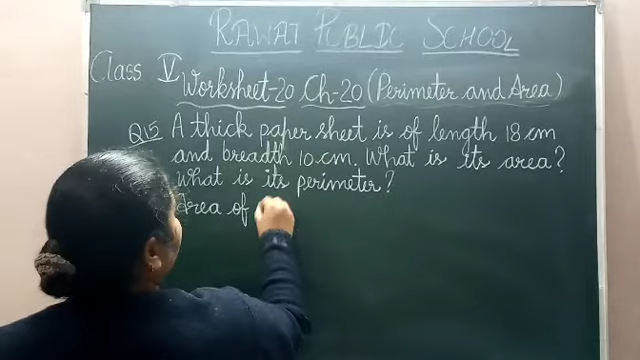 RAWAT PUBLIC SCHOOL
Class V
Worksheet-20 Ch-20 (Perimeter and Area)
Q15 A thick paper sheet is of length 18 cm
and breadth 10 cm. What is its area?
What is its perimeter?
Area of